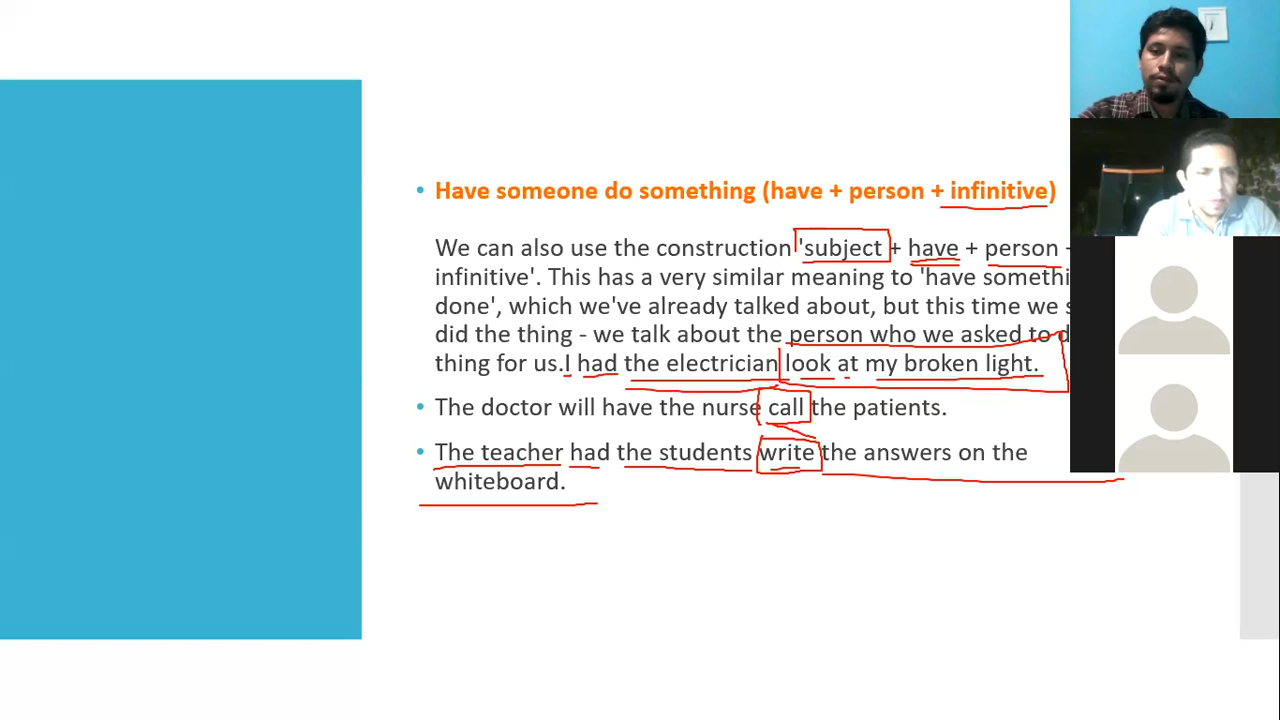 • Have someone do something (have + person + infinitive)
We can also use the construction 'subject + have + person
infinitive'. This has a very similar meaning to 'have
done', which we've already talked about, but this time we
did the thing - we talk about the person who we asked to
thing for us.I had the electrician look at my broken light.
• The doctor will have the nurse call the patients.
• The teacher had the students write the answers on the
whiteboard.